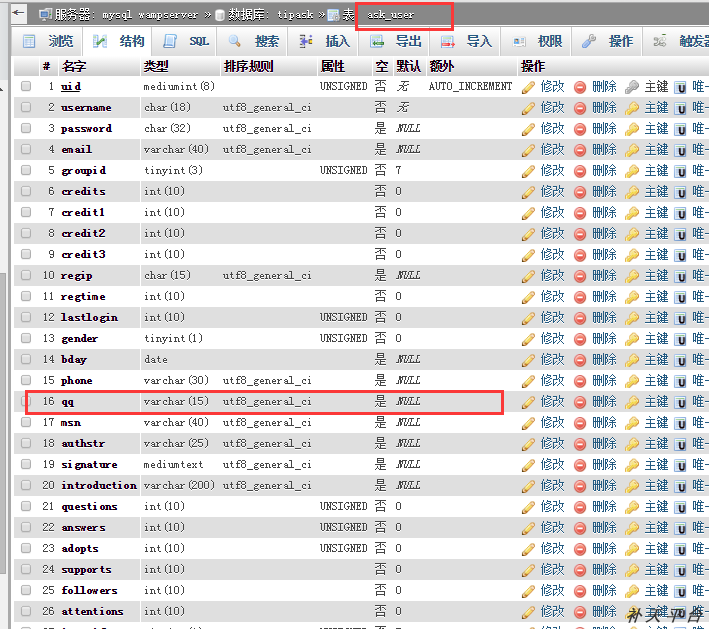 服务器: mysql wampserver » 数据库: tipask » 表: ask_user
浏览 结构 SQL 搜索 插入 导出 导入 权限 操作 触发器
# 名字 类型 排序规则 属性 空 默认 额外 操作
1 uid mediumint(8) UNSIGNED 否 无 AUTO_INCREMENT 修改 删除 主键 唯一
2 username char(18) utf8_general_ci 否 无 修改 删除 主键 唯一
3 password char(32) utf8_general_ci 是 NULL 修改 删除 主键 唯一
4 email varchar(40) utf8_general_ci 是 NULL 修改 删除 主键 唯一
5 groupid tinyint(3) UNSIGNED 否 7 修改 删除 主键 唯一
6 credits int(10) 否 0 修改 删除 主键 唯一
7 credit1 int(10) 否 0 修改 删除 主键 唯一
8 credit2 int(10) 否 0 修改 删除 主键 唯一
9 credit3 int(10) 否 0 修改 删除 主键 唯一
10 regip char(15) utf8_general_ci 是 NULL 修改 删除 主键 唯一
11 regtime int(10) 否 0 修改 删除 主键 唯一
12 lastlogin int(10) UNSIGNED 否 0 修改 删除 主键 唯一
13 gender tinyint(1) UNSIGNED 否 0 修改 删除 主键 唯一
14 bday date 是 NULL 修改 删除 主键 唯一
15 phone varchar(30) utf8_general_ci 是 NULL 修改 删除 主键 唯一
16 qq varchar(15) utf8_general_ci 是 NULL 修改 删除 主键 唯一
17 msn varchar(40) utf8_general_ci 是 NULL 修改 删除 主键 唯一
18 authstr varchar(25) utf8_general_ci 是 NULL 修改 删除 主键 唯一
19 signature mediumtext utf8_general_ci 是 NULL 修改 删除 主键 唯一
20 introduction varchar(200) utf8_general_ci 是 NULL 修改 删除 主键 唯一
21 questions int(10) UNSIGNED 否 0 修改 删除 主键 唯一
22 answers int(10) UNSIGNED 否 0 修改 删除 主键 唯一
23 adopts int(10) UNSIGNED 否 0 修改 删除 主键 唯一
24 supports int(10) 否 0 修改 删除 主键 唯一
25 followers int(10) 否 0 修改 删除 主键 唯一
26 attentions int(10) 否 0 修改 删除 主键 唯一
补天平台